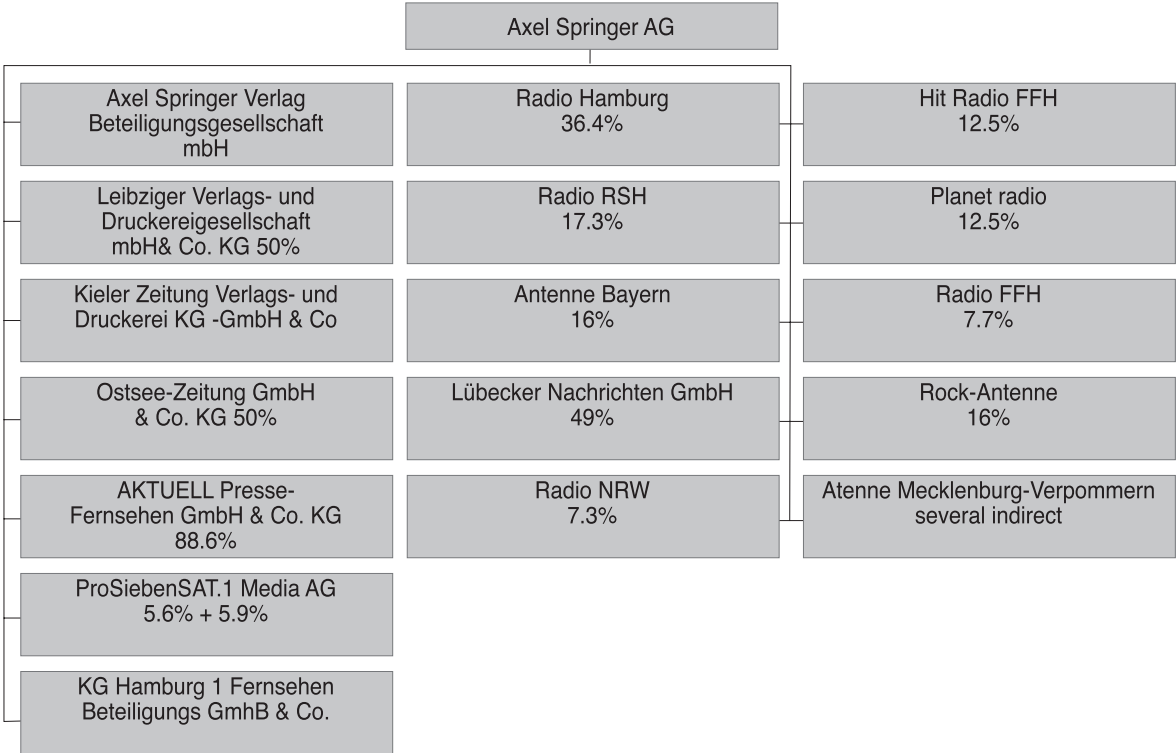 Axel Springer AG
Axel Springer Verlag
Beteiligungsgesellschaft
mbH
Leibziger Verlags- und
Druckereigesellschaft
mbH& Co. KG 50%
Kieler Zeitung Verlags- und
Druckerei KG -GmbH & Co
Ostsee-Zeitung GmbH
& Co. KG 50%
AKTUELL Presse-
Fernsehen GmbH & Co. KG
88.6%
ProSiebenSAT.1 Media AG
5.6% + 5.9%
KG Hamburg 1 Fernsehen
Beteiligungs GmhB & Co.
Radio Hamburg
36.4%
Radio RSH
17.3%
Antenne Bayern
16%
Lübecker Nachrichten GmbH
49%
Radio NRW
7.3%
Hit Radio FFH
12.5%
Planet radio
12.5%
Radio FFH
7.7%
Rock-Antenne
16%
Atenne Mecklenburg-Verpommern
several indirect